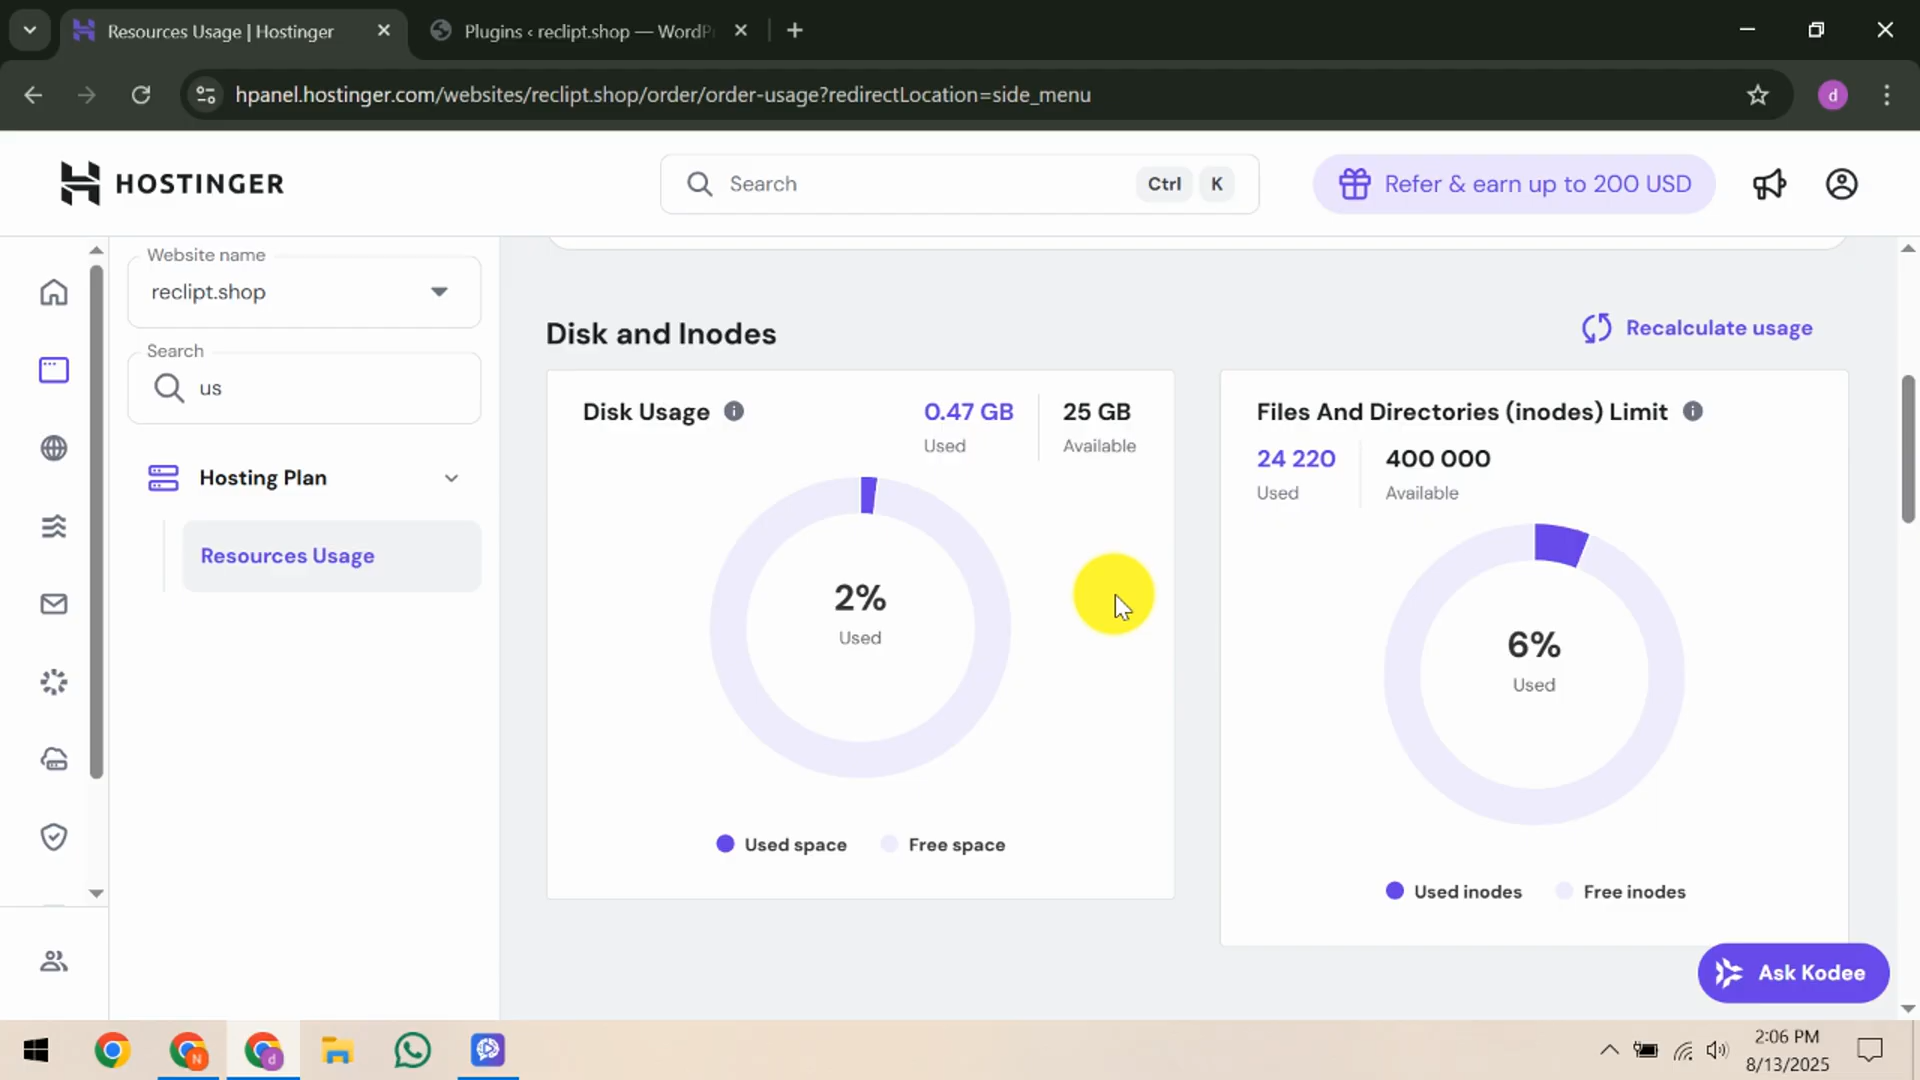 Resources Usage | Hostinger
Plugins ‹ reclipt.shop — WordP
hpanel.hostinger.com/websites/reclipt.shop/order/order-usage?redirectLocation=side_menu
d
HOSTINGER
Search
Ctrl
K
Refer & earn up to 200 USD
Website name
reclipt.shop
Search
us
Hosting Plan
Resources Usage
Disk and Inodes
Recalculate usage
Disk Usage
0.47 GB
Used
25 GB
Available
2%
Used
Used space
Free space
Files And Directories (inodes) Limit
24 220
Used
400 000
Available
6%
Used
Used inodes
Free inodes
Ask Kodee
N
d
2:06 PM
8/13/2025